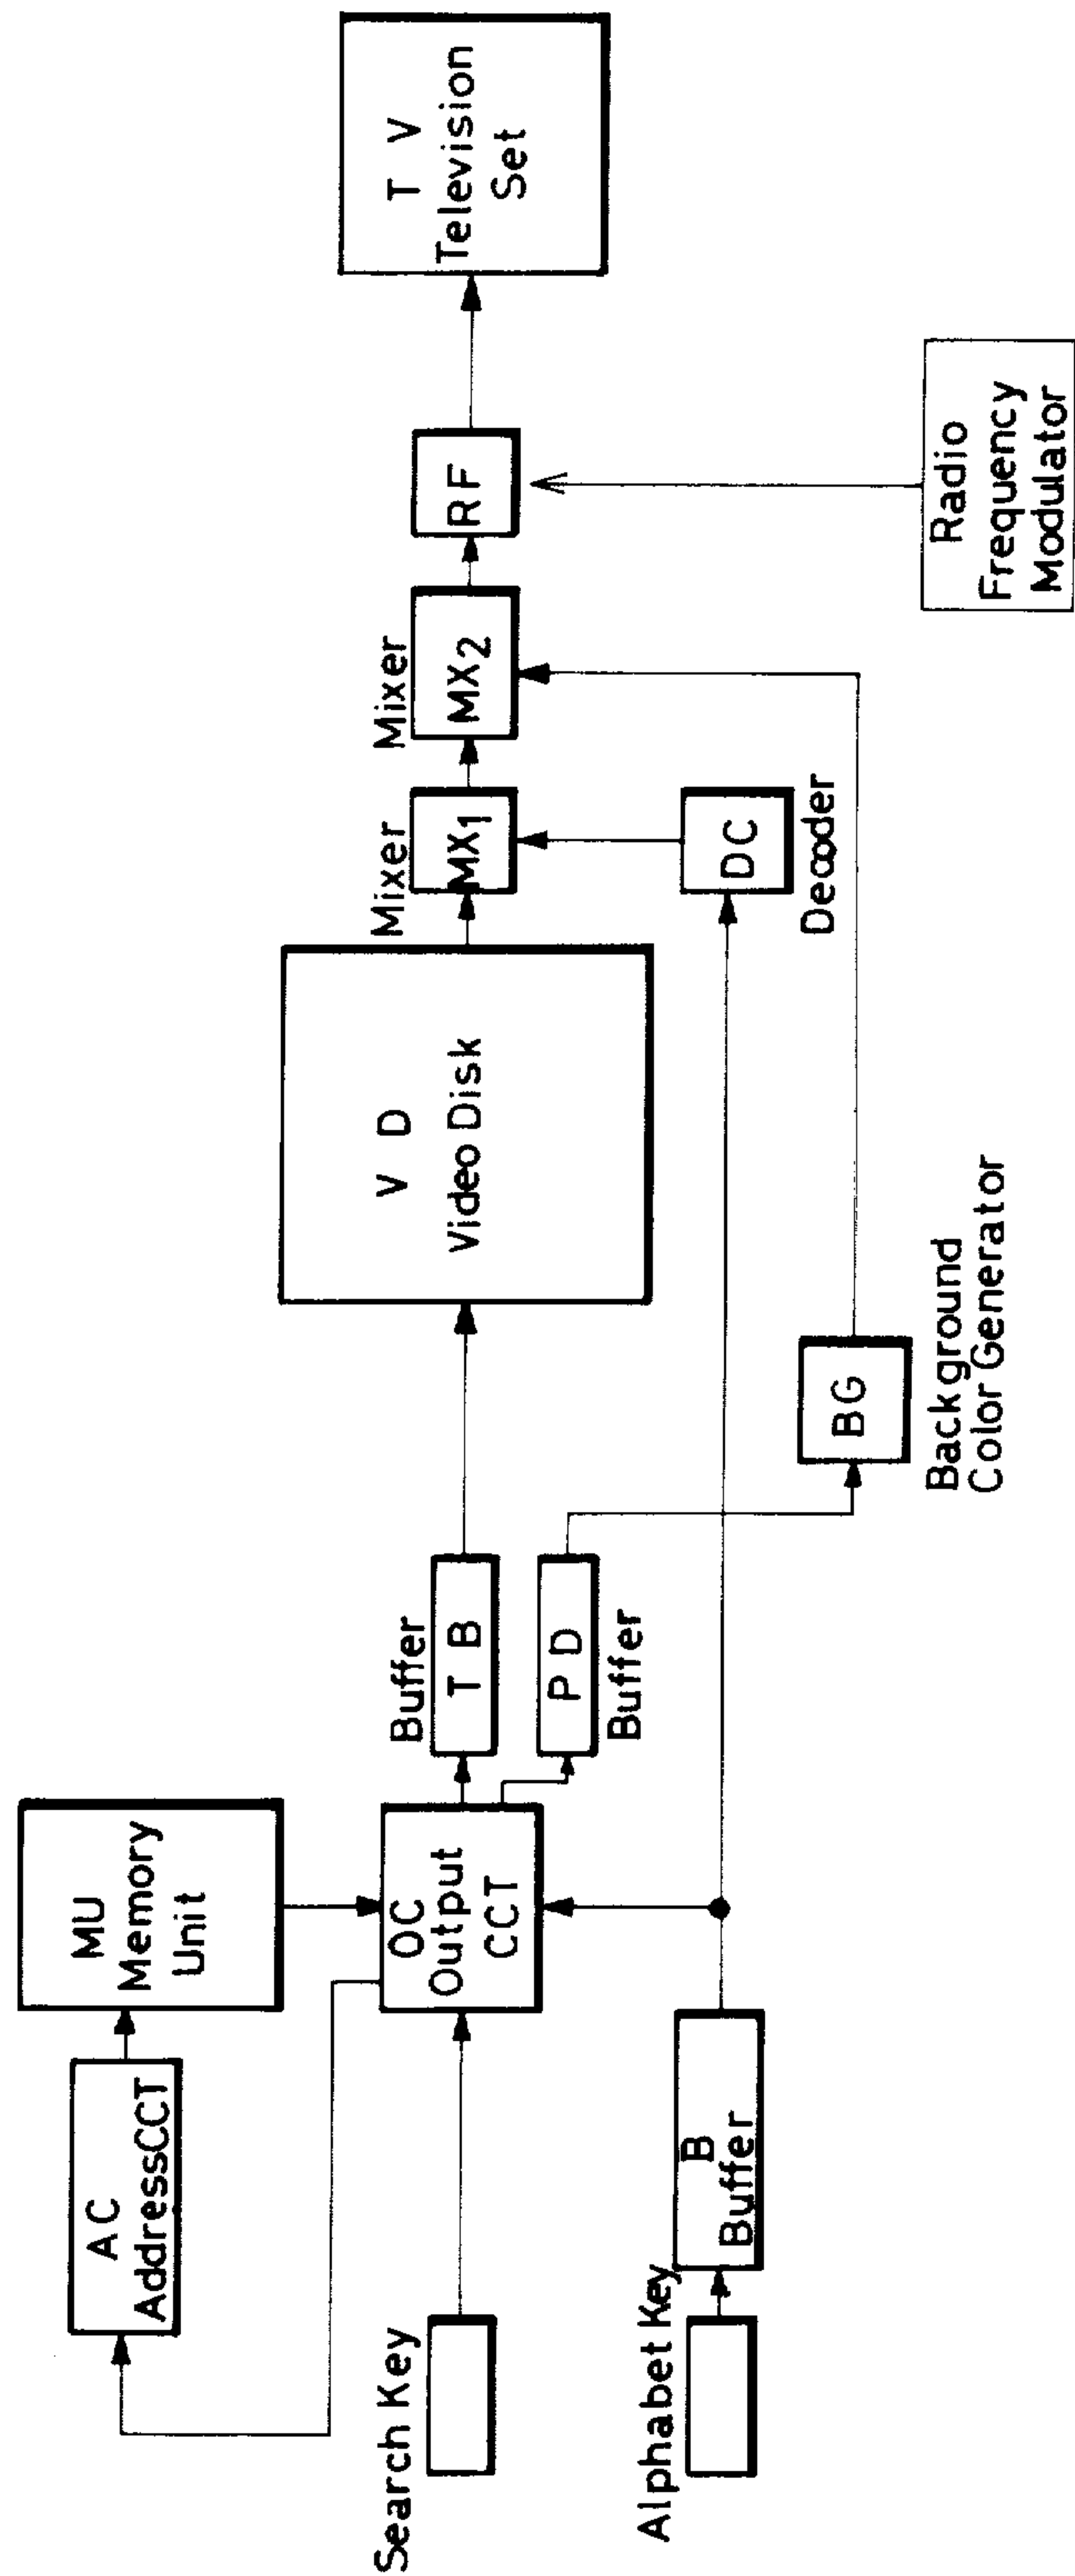 AC
AddressCCT
MU
Memory
Unit
Search Key
OC
Output
CCT
Buffer
T B
P D
Buffer
V D
Video Disk
Mixer
MX1
Mixer
MX2
RF
T V
Television
Set
Alphabet Key
B
Buffer
BG
Background
Color Generator
DC
Decoder
Radio
Frequency
Modulator